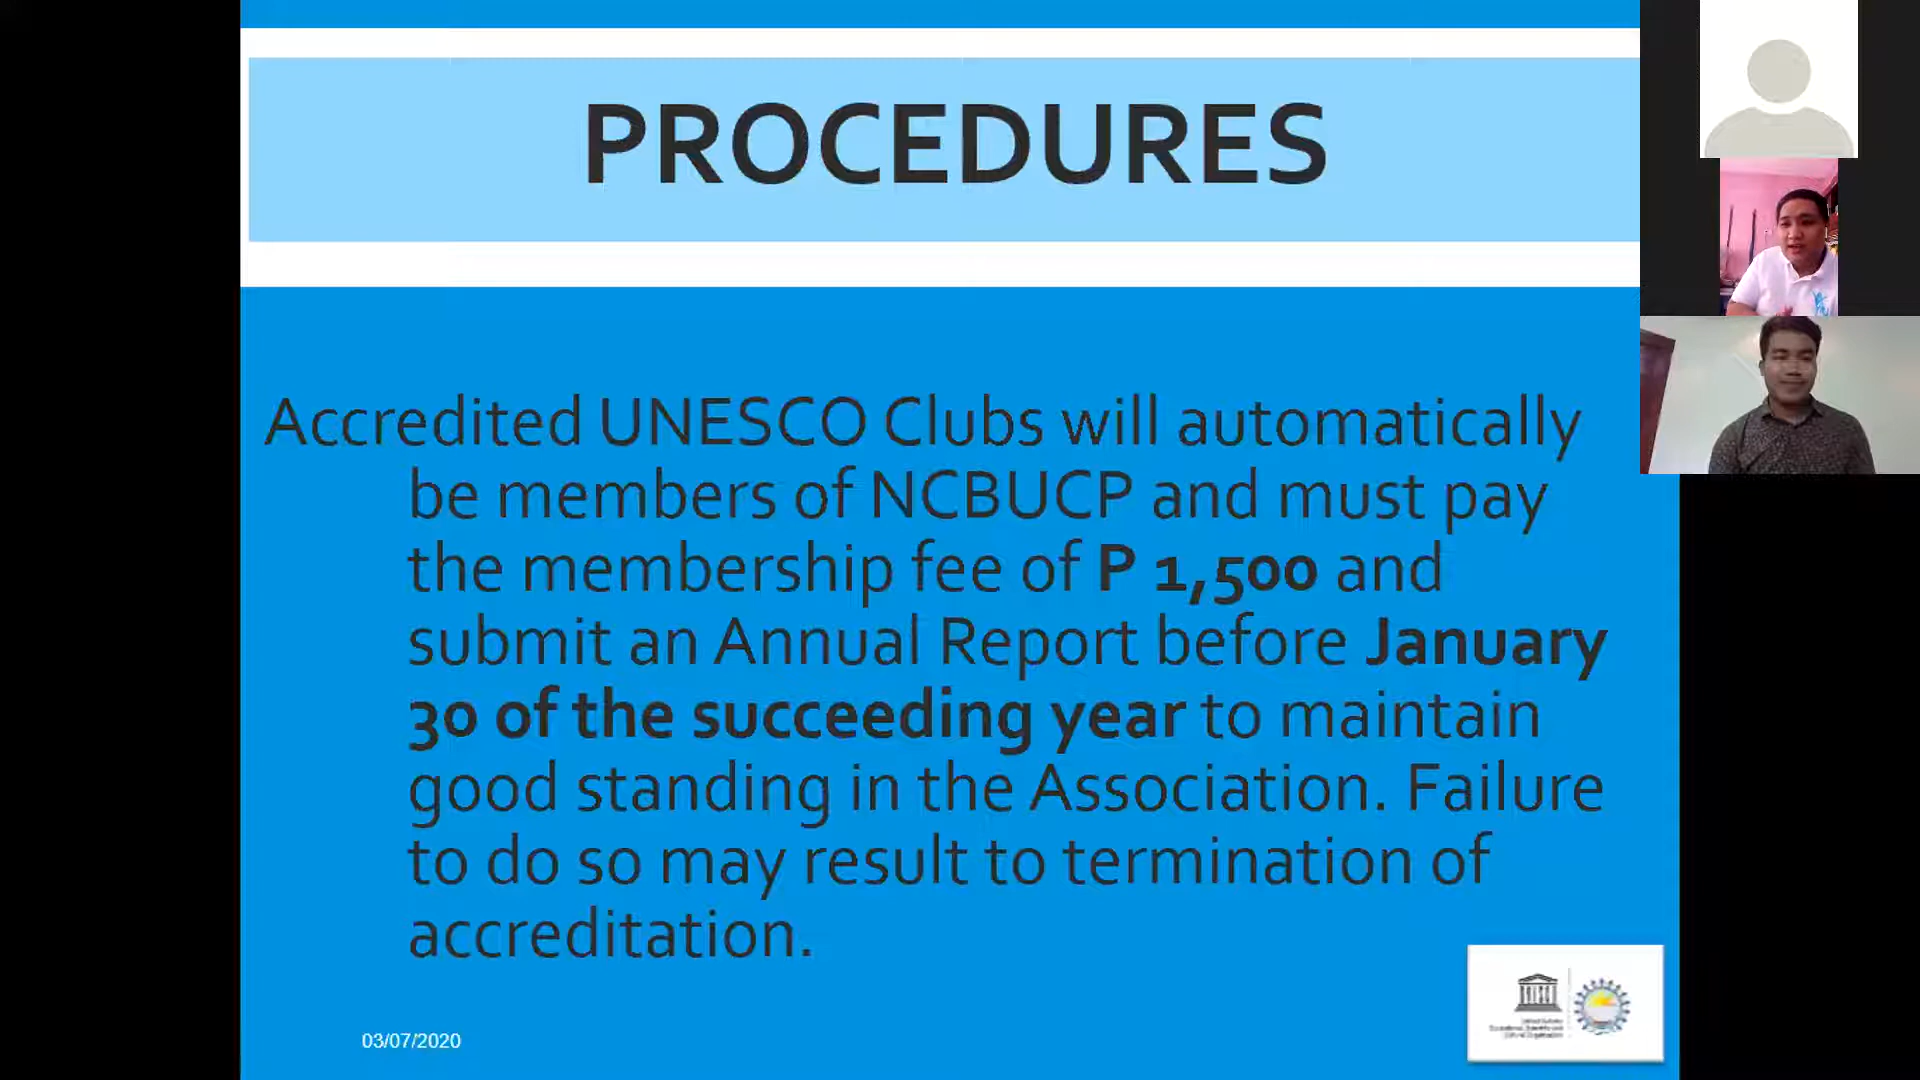 PROCEDURES
Accredited UNESCO Clubs will automatically
be members of NCBUCP and must pay
the membership fee of P 1,500 and
submit an Annual Report before January
30 of the succeeding year to maintain
good standing in the Association. Failure
to do so may result to termination of
accreditation.
03/07/2020